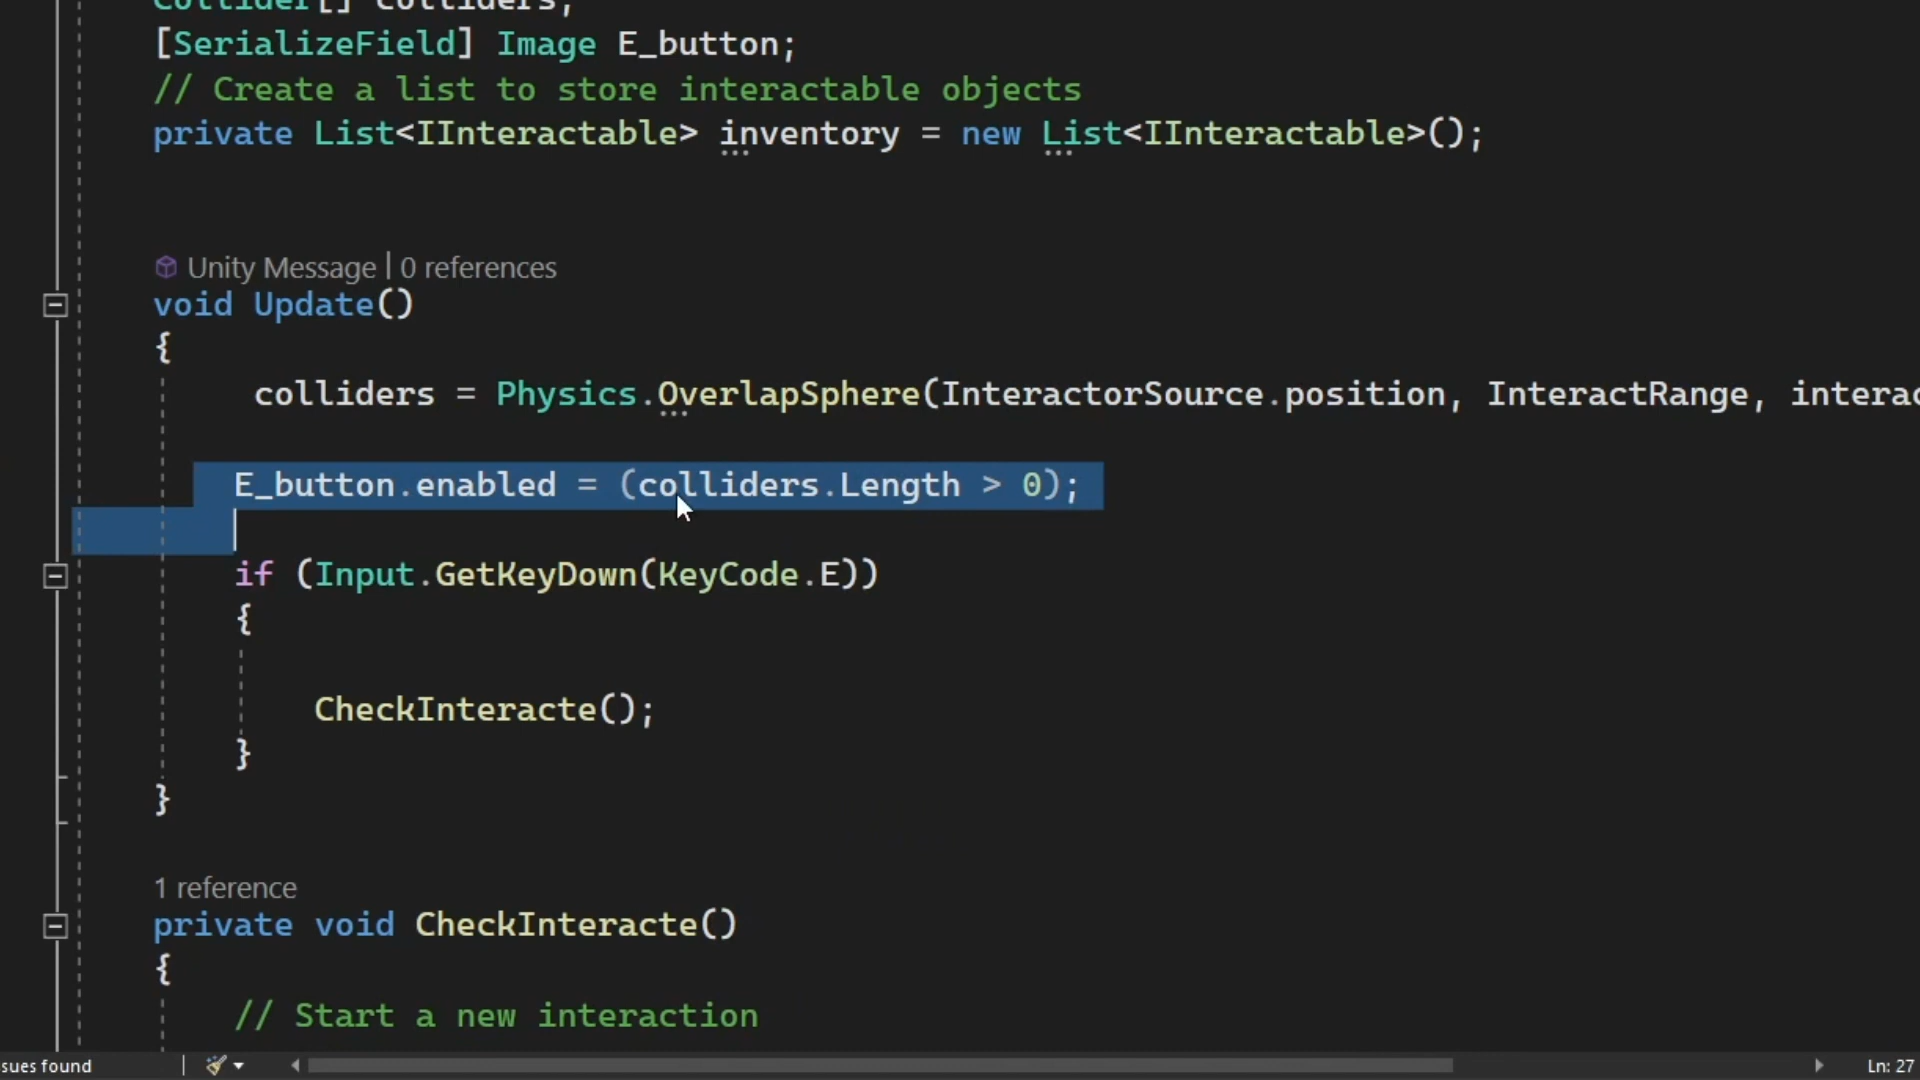 Collider[] colliders;
[SerializeField] Image E_button;
// Create a list to store interactable objects
private List<IInteractable> inventory = new List<IInteractable>();
Unity Message | 0 references
void Update()
{
colliders = Physics.OverlapSphere(InteractorSource.position, InteractRange, interac
E_button.enabled = (colliders.Length > 0);
if (Input.GetKeyDown(KeyCode.E))
{
CheckInteracte();
}
}
1 reference
private void CheckInteracte()
{
// Start a new interaction
sues found
Ln: 27